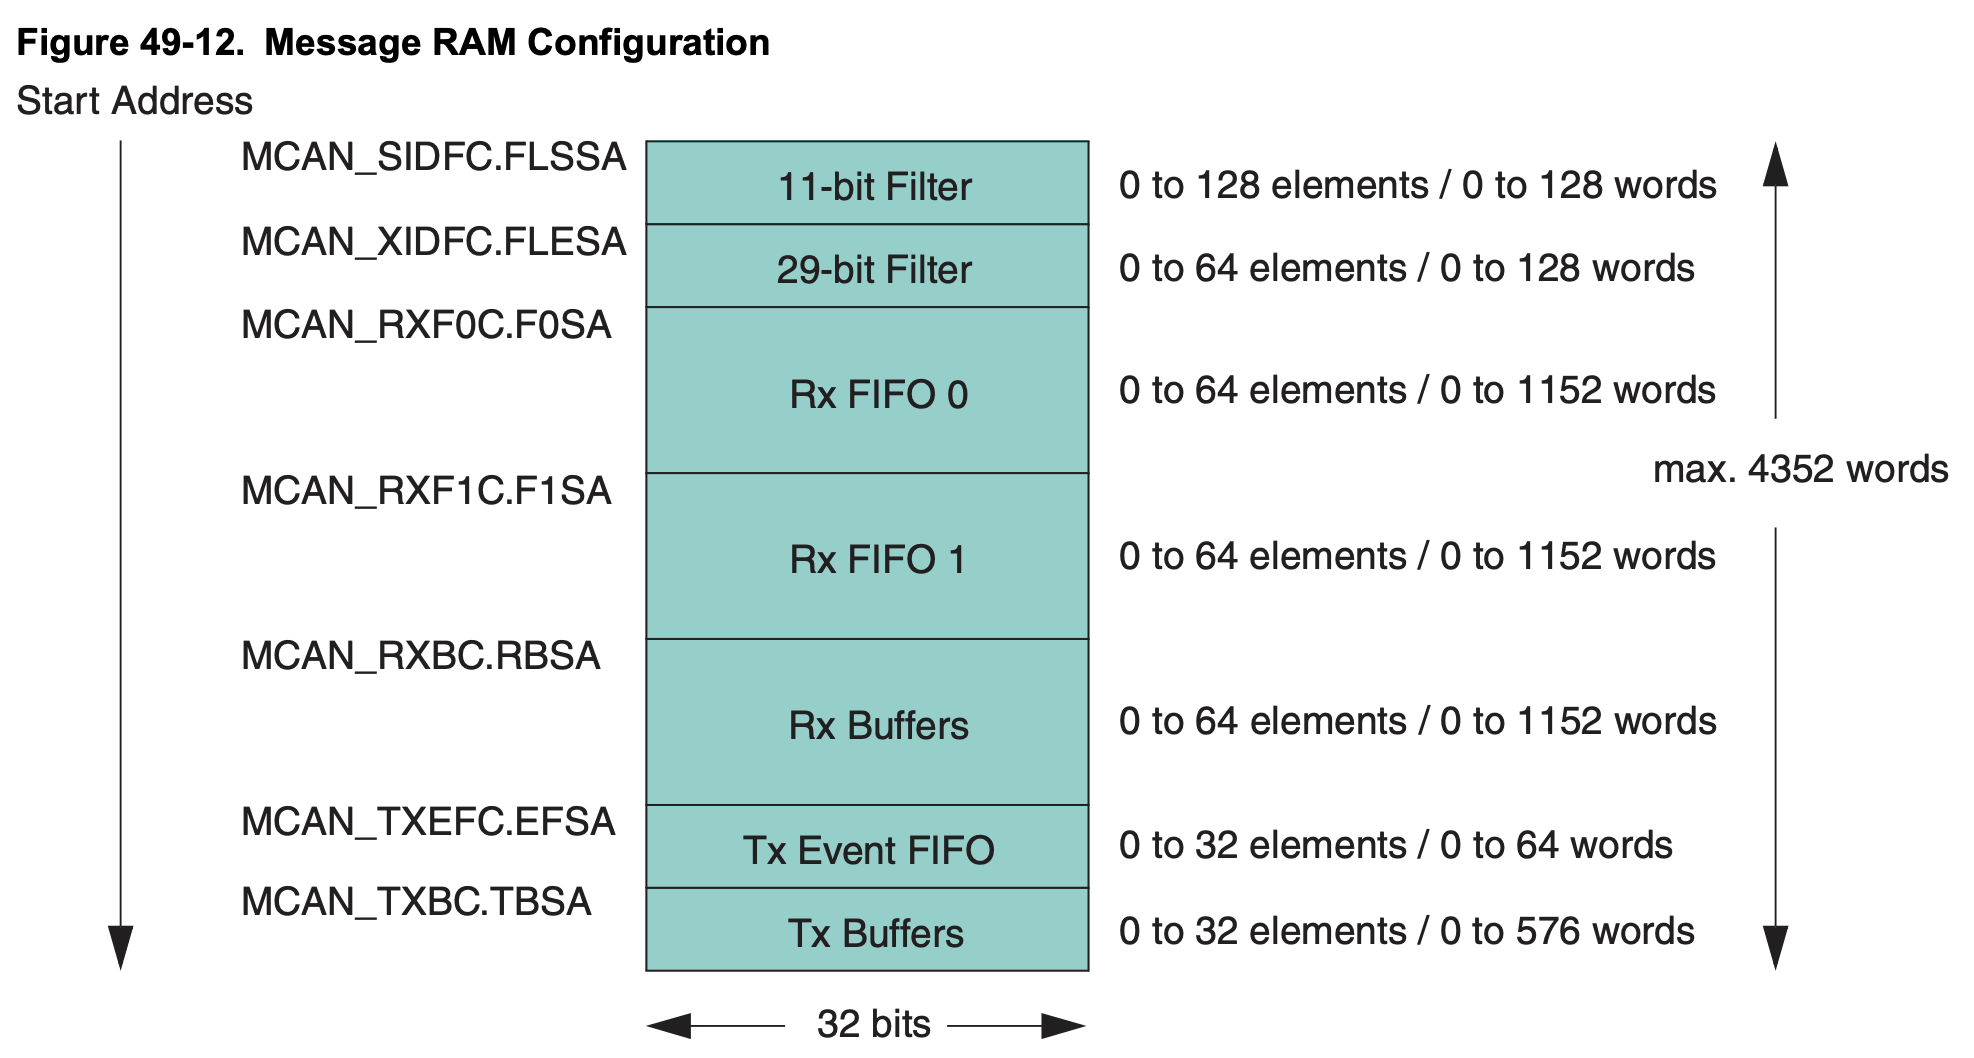 Figure 49-12. Message RAM Configuration
Start Address
MCAN_SIDFC.FLSSA
11-bit Filter
0 to 128 elements / 0 to 128 words
MCAN_XIDFC.FLESA
29-bit Filter
0 to 64 elements / 0 to 128 words
MCAN_RXF0C.F0SA
Rx FIFO 0
0 to 64 elements / 0 to 1152 words
max. 4352 words
MCAN_RXF1C.F1SA
Rx FIFO 1
0 to 64 elements / 0 to 1152 words
MCAN_RXBC.RBSA
Rx Buffers
0 to 64 elements / 0 to 1152 words
MCAN_TXEFC.EFSA
Tx Event FIFO
0 to 32 elements / 0 to 64 words
MCAN_TXBC.TBSA
Tx Buffers
0 to 32 elements / 0 to 576 words
32 bits